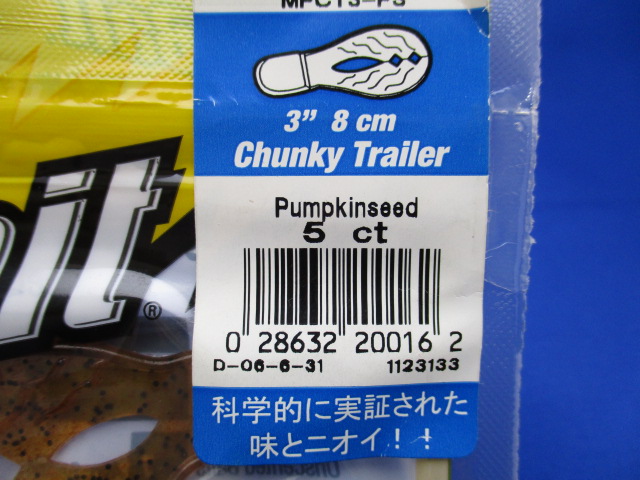 MPCT3-PS
3" 8 cm
Chunky Trailer
Pumpkinseed
5 ct
0 28632 20016 2
D-06-6-31 1123133
科学的に実証された
味とニオイ!!
®